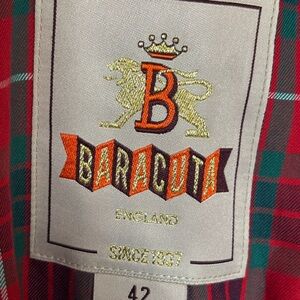 B
BARACUTA
ENGLAND
SINCE 1937
42